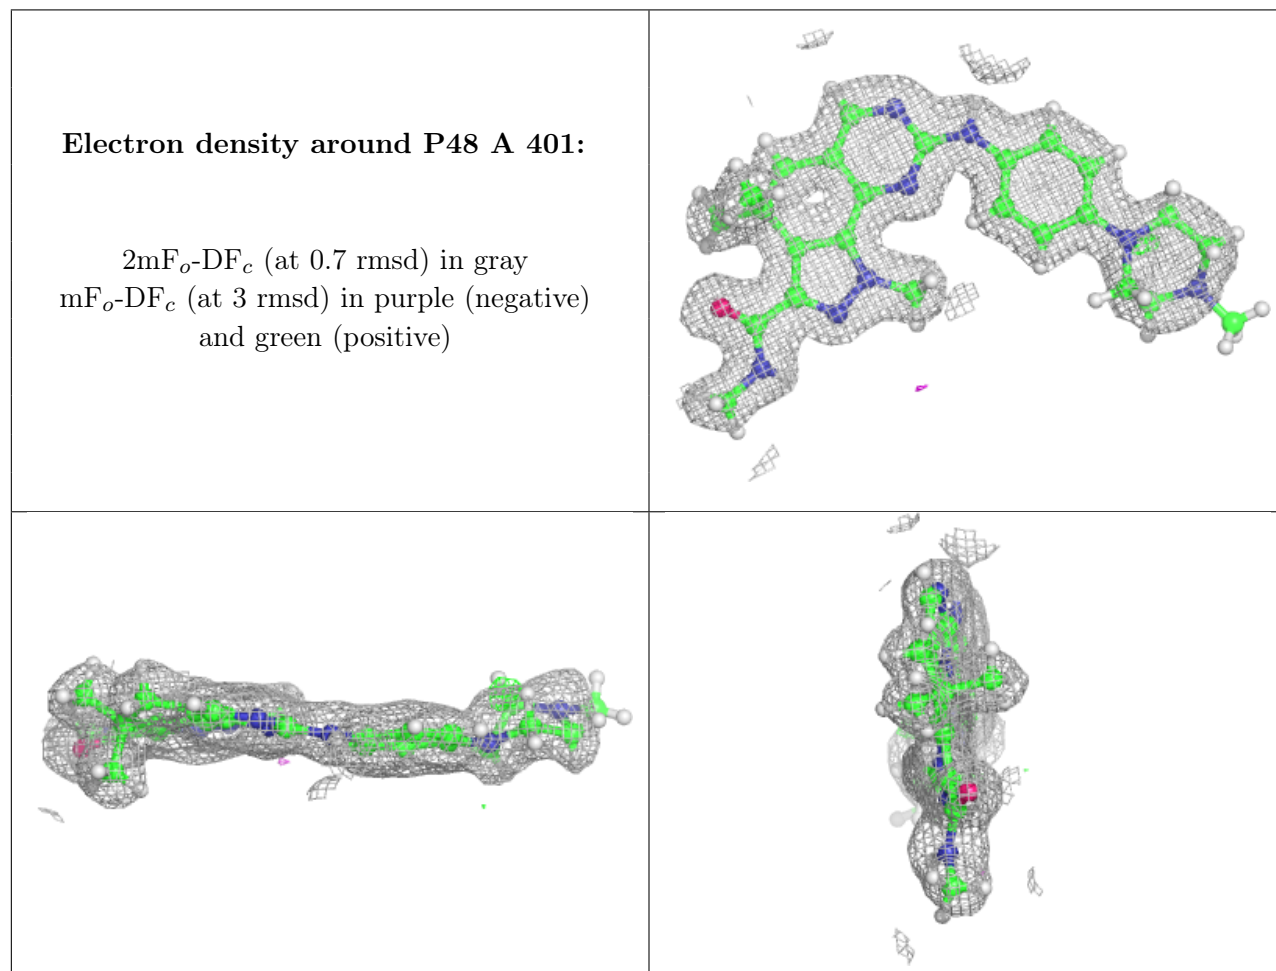 Electron density around P48 A 401:
2mFo-DFc (at 0.7 rmsd) in gray
mFo-DFc (at 3 rmsd) in purple (negative)
and green (positive)